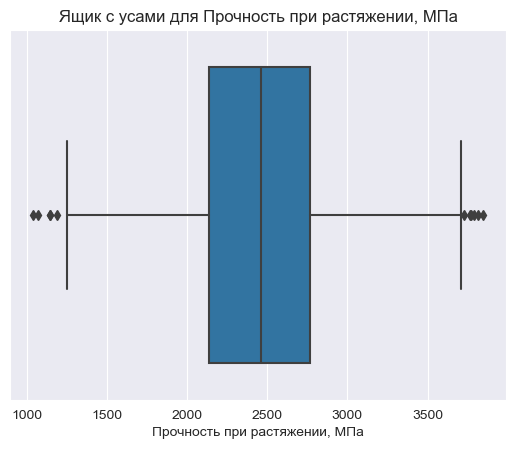 Ящик с усами для Прочность при растяжении, МПа
1000 1500 2000 2500 3000 3500
Прочность при растяжении, МПа